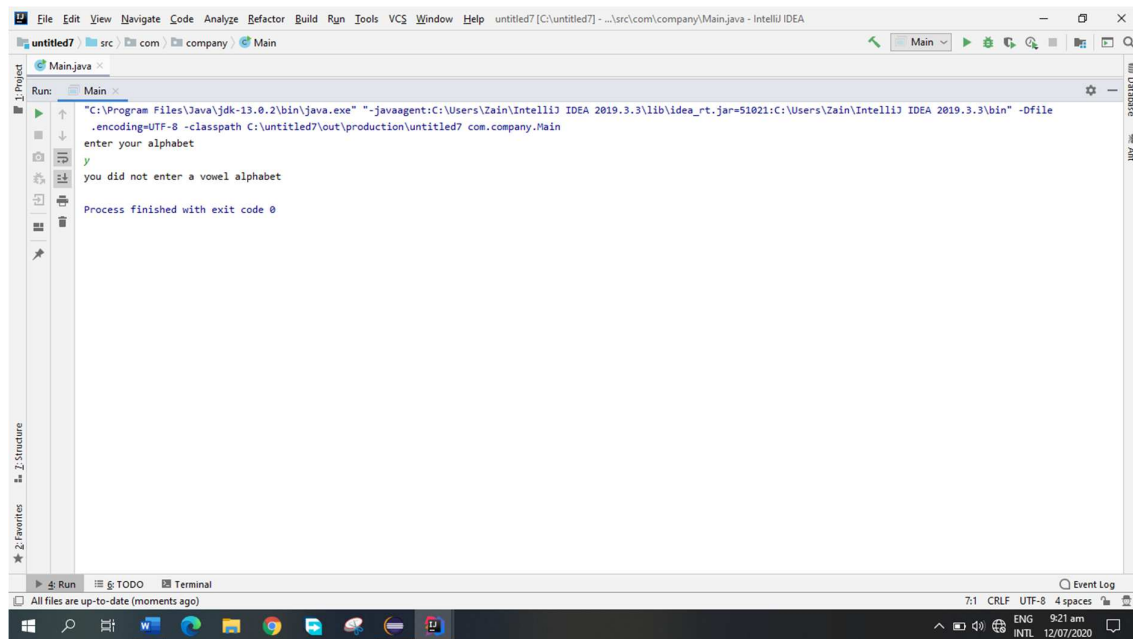 File Edit View Navigate Code Analyze Refactor Build Run Tools VCS Window Help untitled7 [C:\untitled7] - ...\src\com\company\Main.java - IntelliJ IDEA
untitled7 src com company Main Main
Main.java
1: Project
Database
Ant
Run: Main
"C:\Program Files\Java\jdk-13.0.2\bin\java.exe" "-javaagent:C:\Users\Zain\IntelliJ IDEA 2019.3.3\lib\idea_rt.jar=51021:C:\Users\Zain\IntelliJ IDEA 2019.3.3\bin" -Dfile
.encoding=UTF-8 -classpath C:\untitled7\out\production\untitled7 com.company.Main
enter your alphabet
y
you did not enter a vowel alphabet
Process finished with exit code 0
7: Structure
2: Favorites
4: Run 6: TODO Terminal Event Log
All files are up-to-date (moments ago) 7:1 CRLF UTF-8 4 spaces
ENG 9:21 am
INTL 12/07/2020